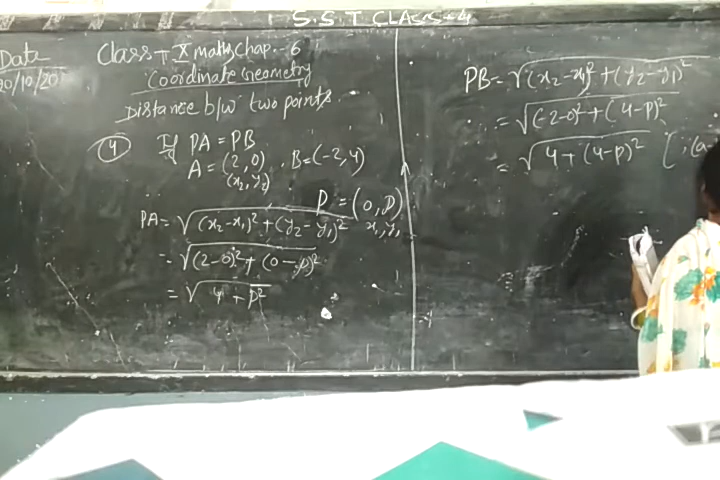 S.S.T CLASS-4
Date
20/10/20
Class - X maths Chap. 6
Coordinate Geometry
Distance b/w two points.
4 If PA = PB
A = (2, 0), B = (-2, 4)
(x₂, y₂)
P = (0, P)
x₁, y₁
PA = √(x₂ - x₁)² + (y₂ - y₁)²
= √(2-0)² + (0 - p)²
= √4 + p²
PB = √(x₂ - x₁)² + (y₂ - y₁)²
= √(-2-0)² + (4-P)²
= √4 + (4-P)² [∵ (a-